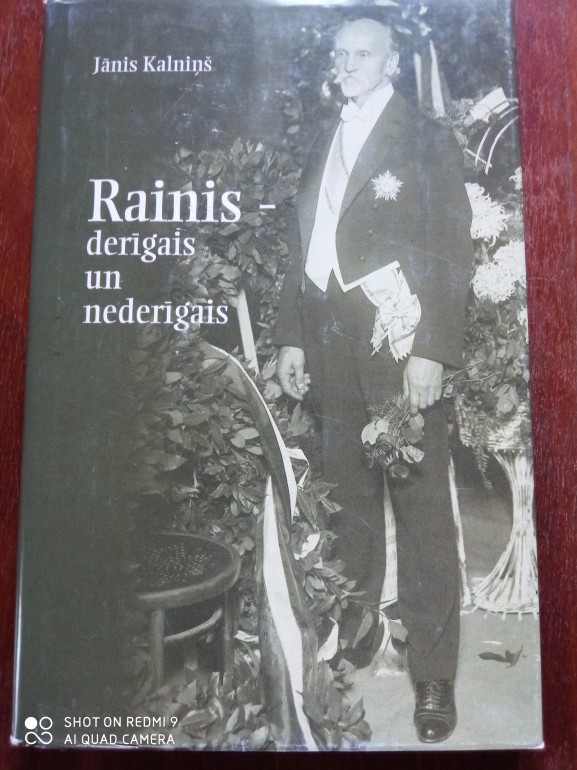 Jānis Kalniņš
Rainis –
derīgais
un
nederīgais
SHOT ON REDMI 9
AI QUAD CAMERA